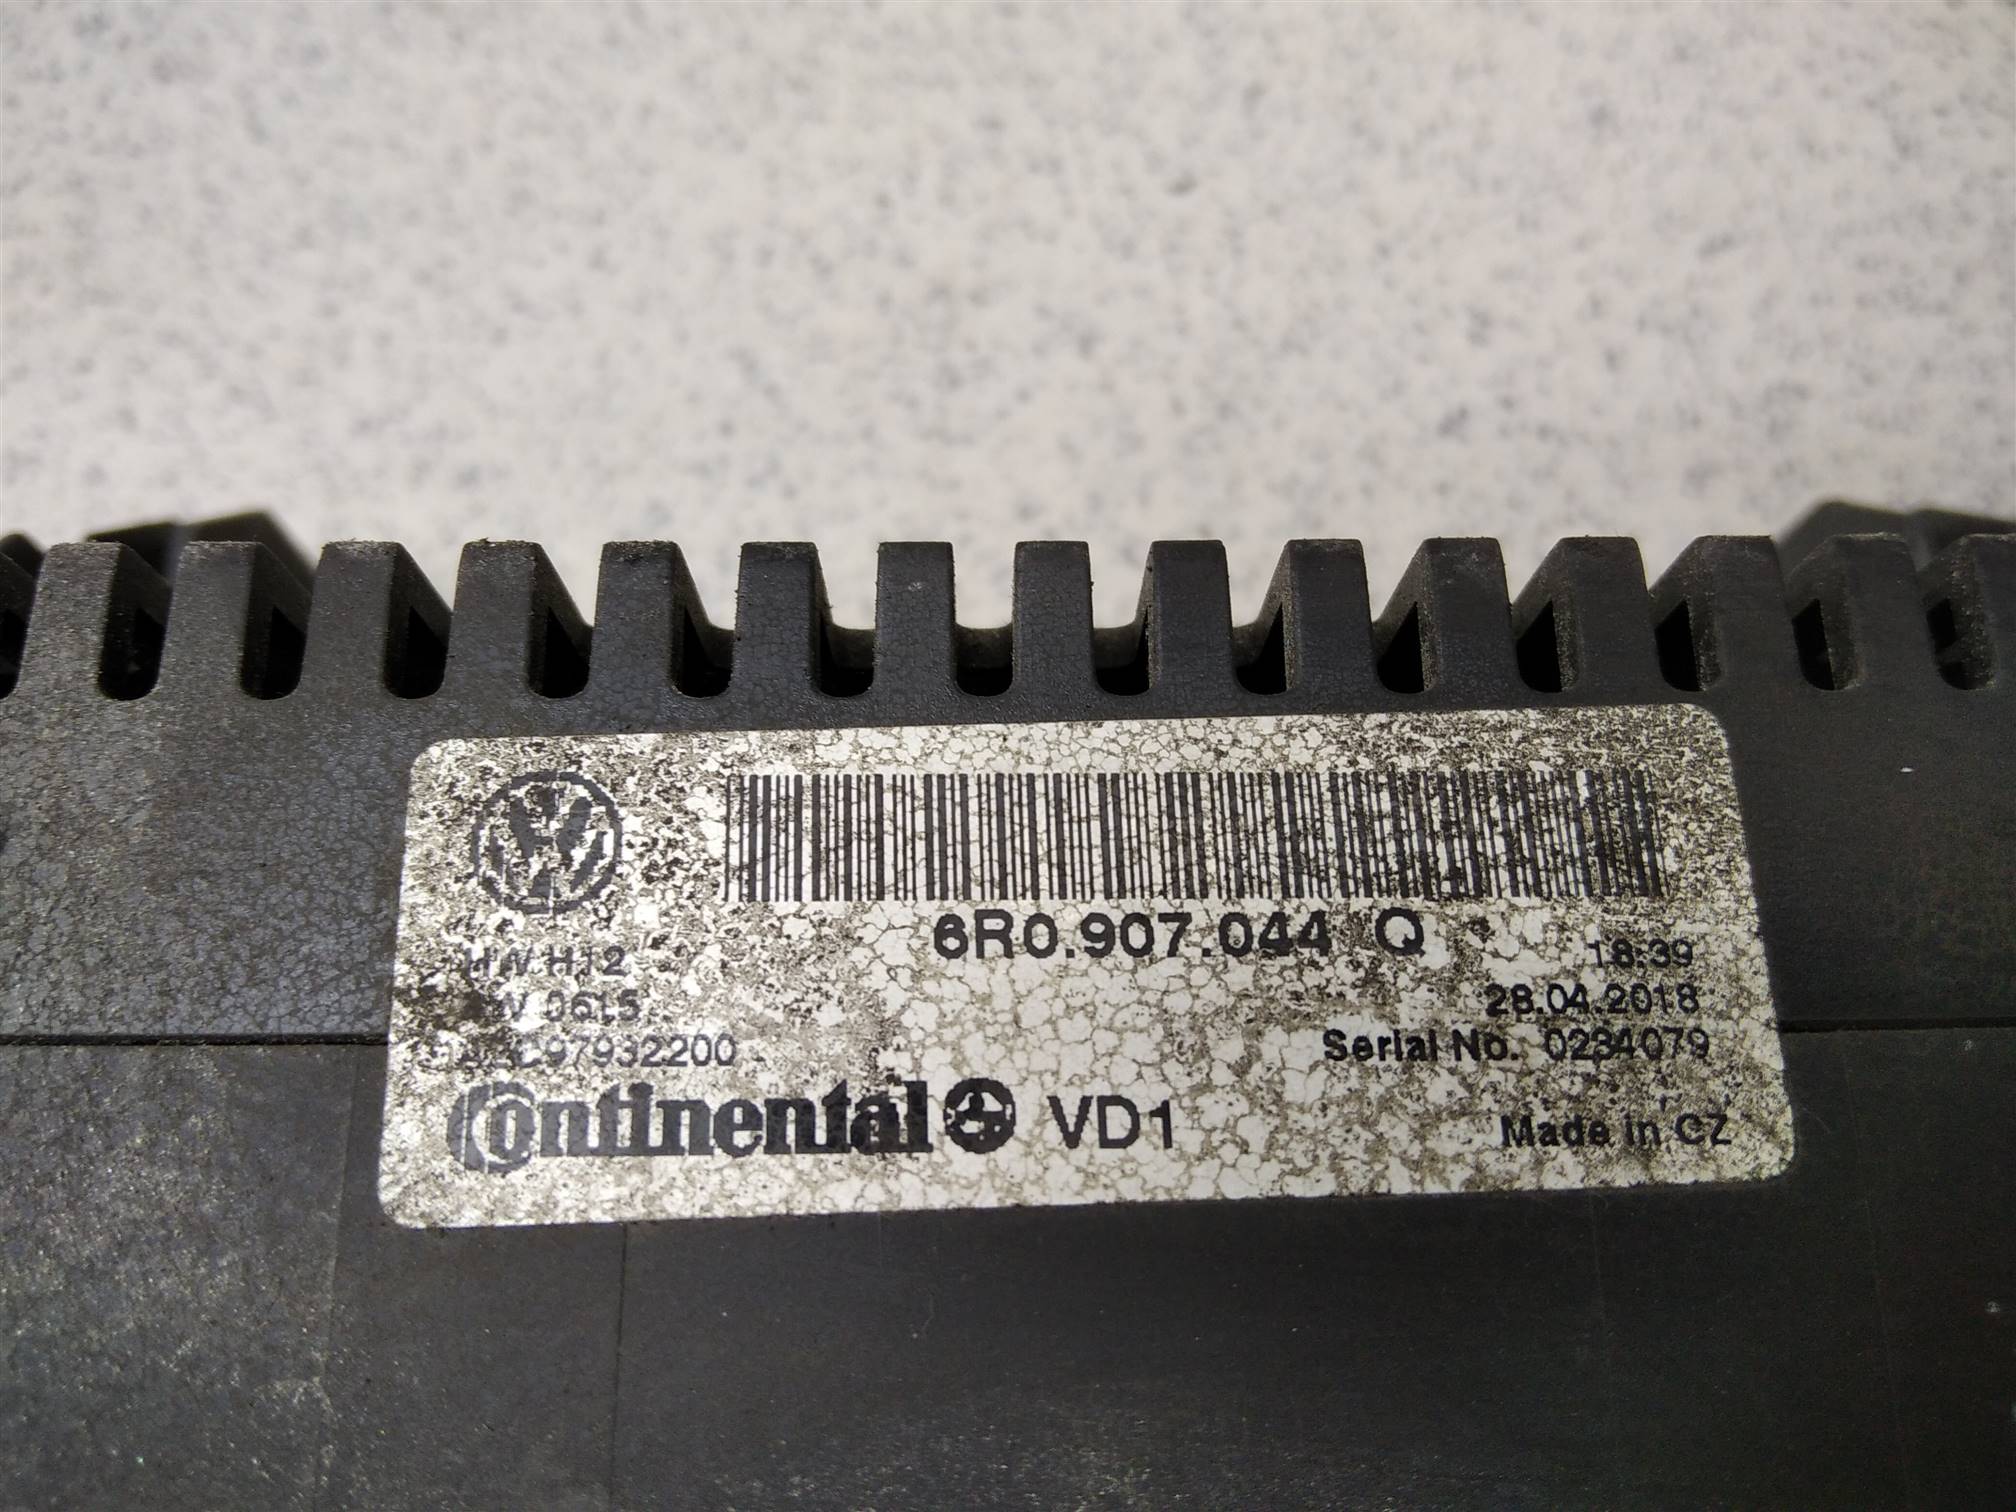 6R0.907.044 Q
HW H12
18:39
0615
28.04.2018
Serial No. 0234079
Continental VD1
Made in CZ